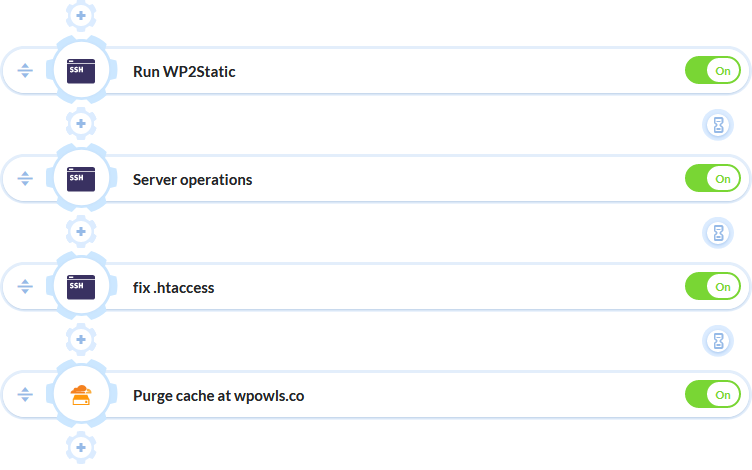 SSH
Run WP2Static
On
SSH
Server operations
On
SSH
fix .htaccess
On
Purge cache at wpowls.co
On